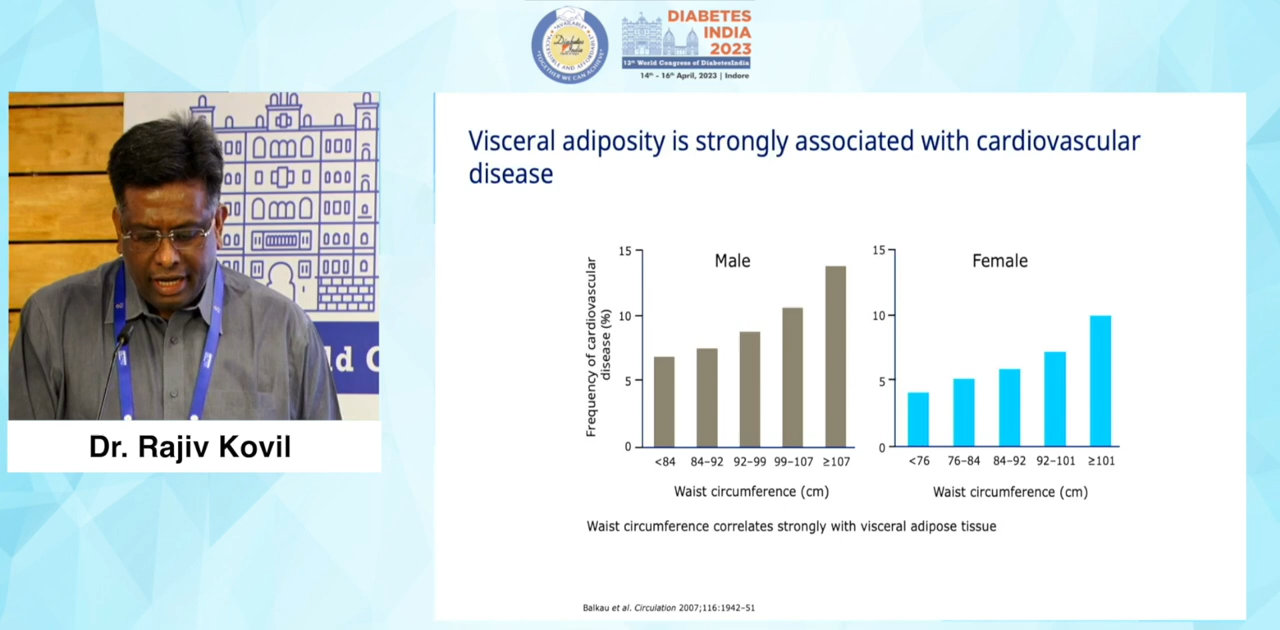 DIABETES
INDIA
2023
13th World Congress of DiabetesIndia
14th - 16th April, 2023 | Indore
Visceral adiposity is strongly associated with cardiovascular
disease
Male
Female
Frequency of cardiovascular
disease (%)
15
10
5
0
<84 84–92 92–99 99–107 ≥107
Waist circumference (cm)
15
10
5
0
<76 76–84 84–92 92–101 ≥101
Waist circumference (cm)
Waist circumference correlates strongly with visceral adipose tissue
Balkau et al. Circulation 2007;116:1942–51
ld C
Dr. Rajiv Kovil